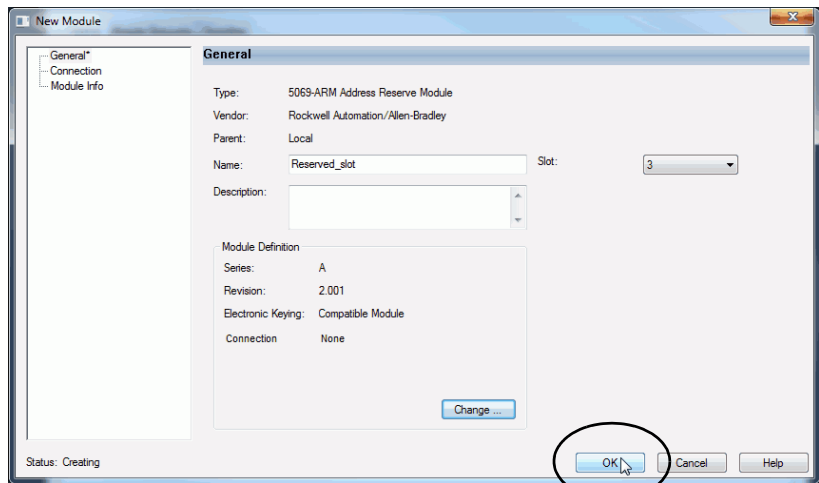 New Module
General*
Connection
Module Info
General
Type: 5069-ARM Address Reserve Module
Vendor: Rockwell Automation/Allen-Bradley
Parent: Local
Name: Reserved_slot Slot: 3
Description:
Module Definition
Series: A
Revision: 2.001
Electronic Keying: Compatible Module
Connection None
Change ...
Status: Creating OK Cancel Help